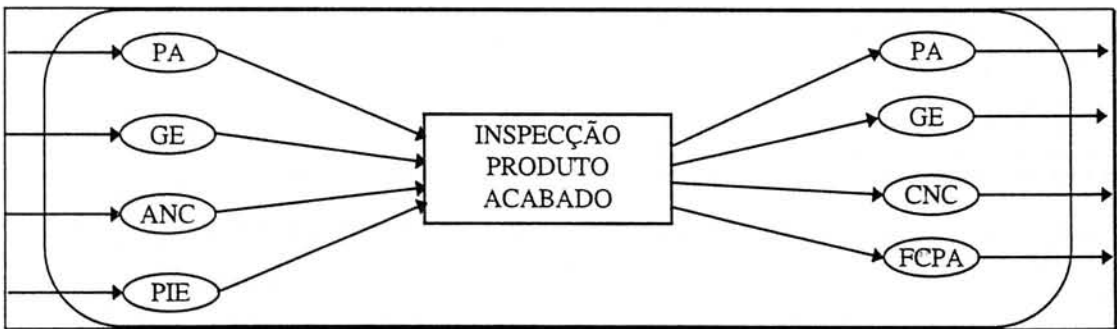 PA
GE
ANC
PIE
INSPECÇÃO
PRODUTO
ACABADO
PA
GE
CNC
FCPA